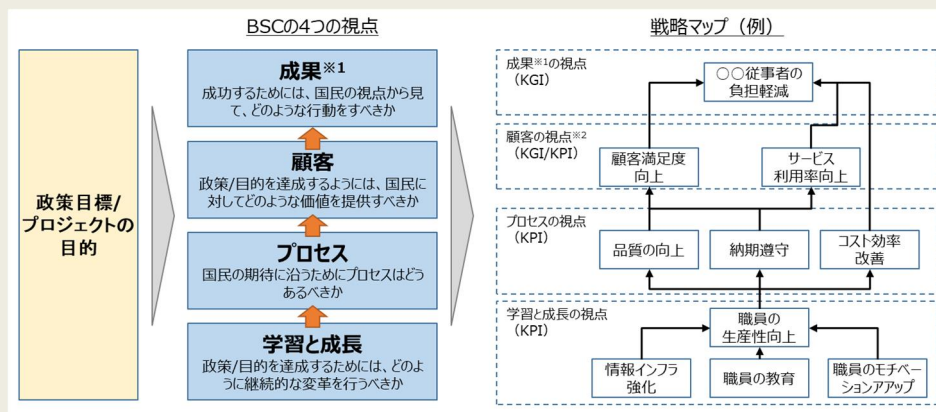 BSCの4つの視点
戦略マップ（例）
政策目標/
プロジェクトの
目的
成果※1
成功するためには、国民の視点から見
て、どのような行動をすべきか
顧客
政策/目的を達成するようには、国民に
対してどのような価値を提供すべきか
プロセス
国民の期待に沿うためにプロセスはどう
あるべきか
学習と成長
政策/目的を達成するためには、どのよ
うに継続的な変革を行うべきか
成果※1の視点
（KGI）
〇〇従事者の
負担軽減
顧客の視点※2
（KGI/KPI）
顧客満足度
向上
サービス
利用率向上
プロセスの視点
（KPI）
品質の向上
納期遵守
コスト効率
改善
学習と成長の視点
（KPI）
職員の
生産性向上
情報インフラ
強化
職員の教育
職員のモチベー
ションアアップ